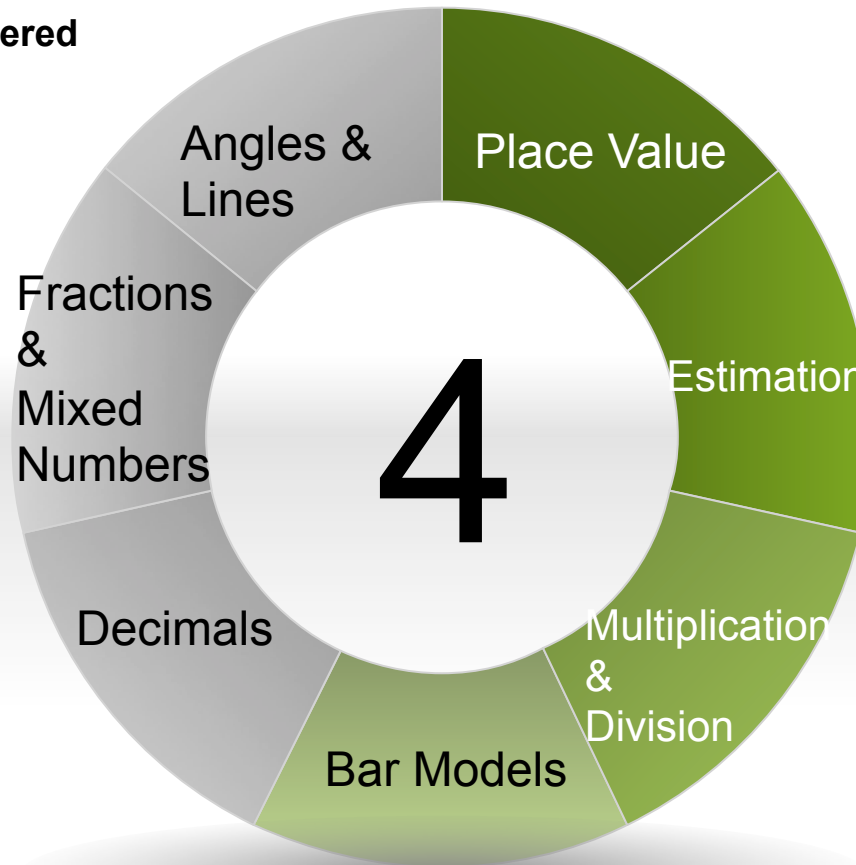 ered
Angles &
Lines
Place Value
Fractions
&
Mixed
Numbers
4
Estimation
Decimals
Multiplication
&
Division
Bar Models